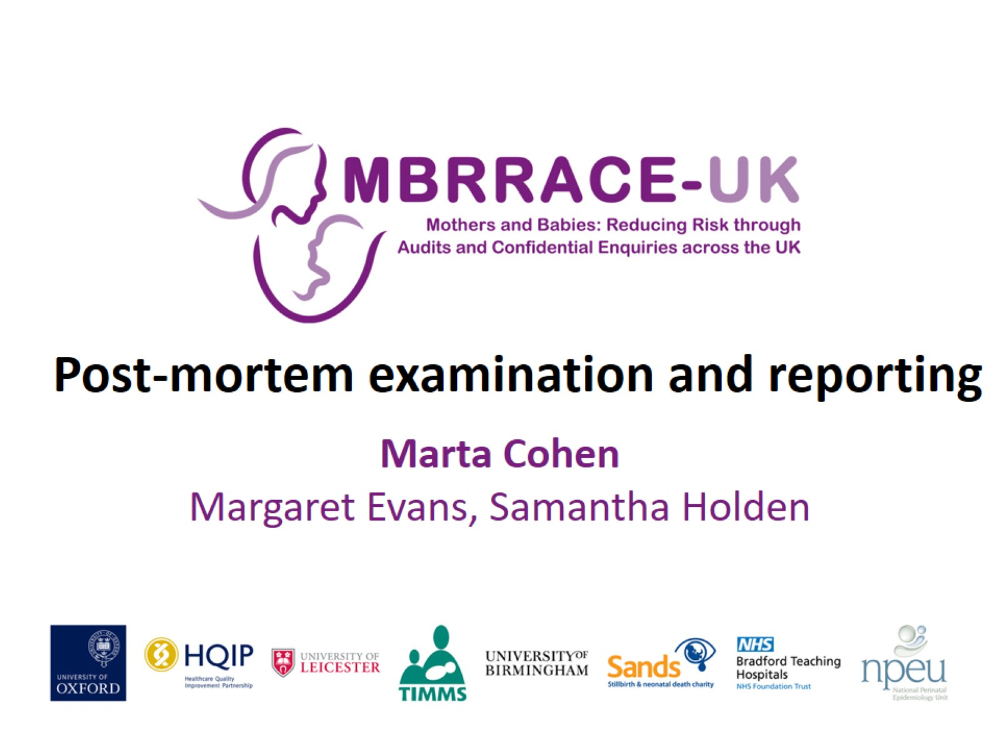 MBRRACE-UK
Mothers and Babies: Reducing Risk through
Audits and Confidential Enquiries across the UK
Post-mortem examination and reporting
Marta Cohen
Margaret Evans, Samantha Holden
UNIVERSITY OF
OXFORD
HQIP
Healthcare Quality
Improvement Partnership
UNIVERSITY OF
LEICESTER
TIMMS
UNIVERSITY OF
BIRMINGHAM
Sands
Stillbirth & neonatal death charity
NHS
Bradford Teaching
Hospitals
NHS Foundation Trust
npeu
National Perinatal
Epidemiology Unit